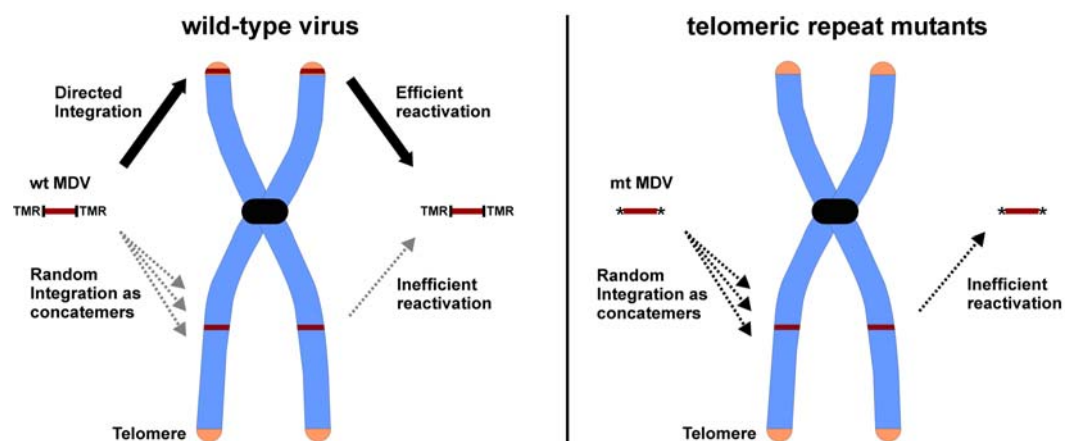 wild-type virus
Directed
Integration
Efficient
reactivation
wt MDV
TMR TMR
TMR TMR
Random
Integration as
concatemers
Inefficient
reactivation
Telomere
telomeric repeat mutants
mt MDV
* *
* *
Random
Integration as
concatemers
Inefficient
reactivation
Telomere